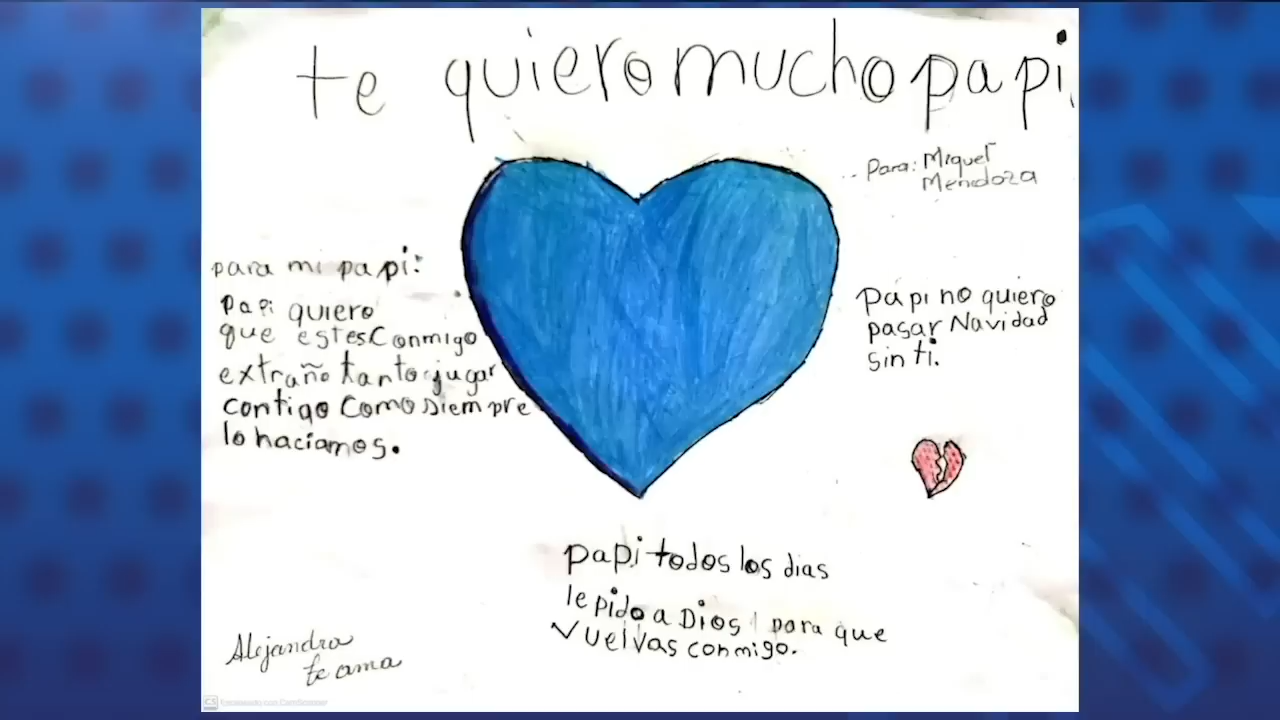 te quiero mucho papi.
Para: Miguel
Mendoza
para mi papi:
Papi quiero
que estes Conmigo
extraño tanto jugar
contigo Como siempre
lo haciamos.
Papi no quiero
pasar Navidad
sin ti.
papi todos los dias
le pido a Dios para que
vuelvas conmigo.
Alejandra
te ama
CS